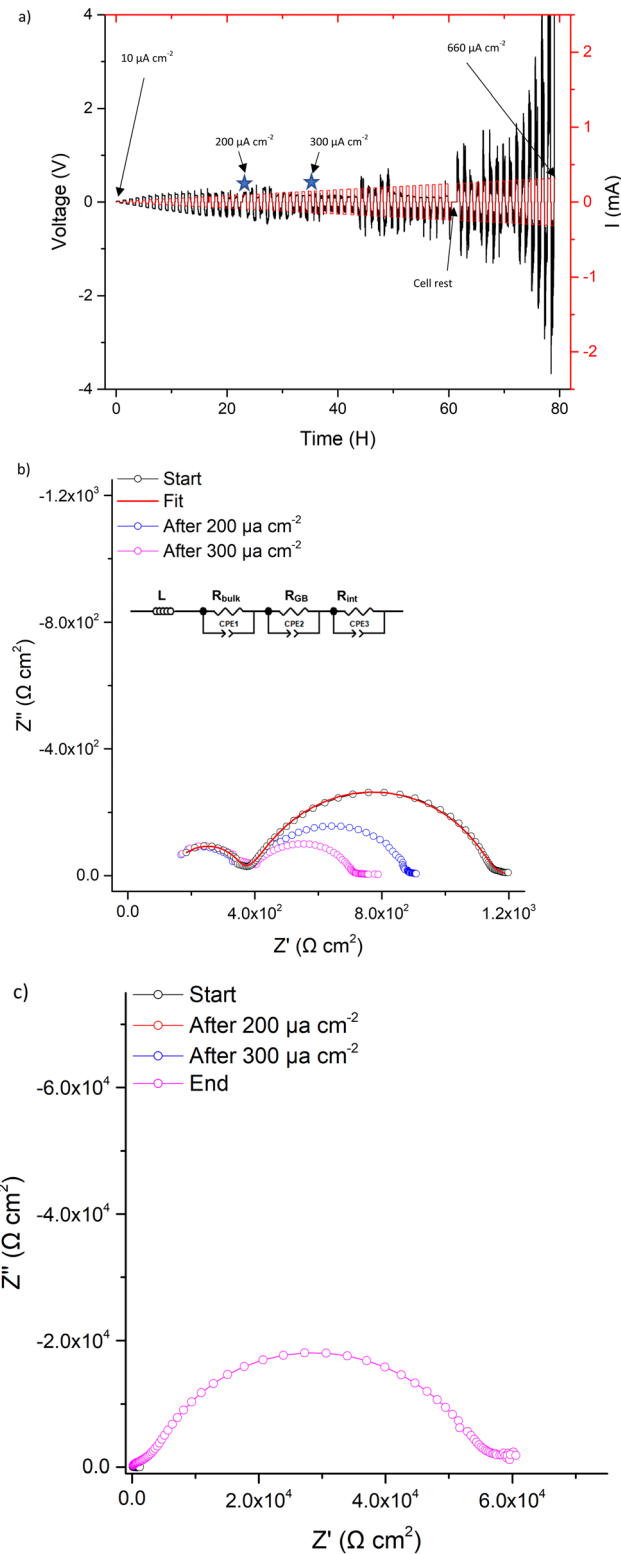 a)
10 µA cm-2
200 µA cm-2
300 µA cm-2
660 µA cm-2
Cell rest
4
2
0
-2
-4
Voltage (V)
2
1
0
-1
-2
I (mA)
0
20
40
60
80
Time (H)
b)
Start
Fit
After 200 µa cm-2
After 300 µa cm-2
L
Rbulk
RGB
Rint
CPE1
CPE2
CPE3
-1.2x10³
-8.0x10²
-4.0x10²
0.0
Z" (Ω cm²)
0.0
4.0x10²
8.0x10²
1.2x10³
Z' (Ω cm²)
c)
Start
After 200 µa cm-2
After 300 µa cm-2
End
-6.0x10⁴
-4.0x10⁴
-2.0x10⁴
0.0
Z" (Ω cm²)
0.0
2.0x10⁴
4.0x10⁴
6.0x10⁴
Z' (Ω cm²)